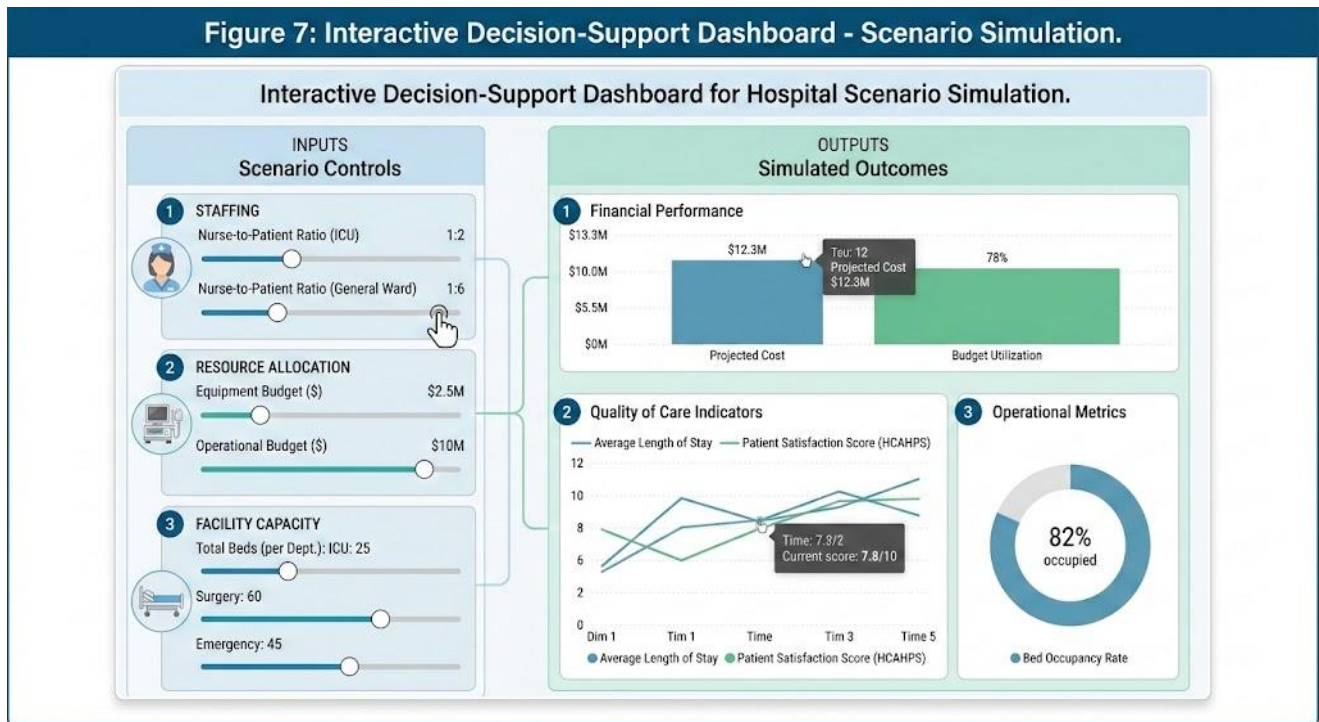 Figure 7: Interactive Decision-Support Dashboard - Scenario Simulation.
Interactive Decision-Support Dashboard for Hospital Scenario Simulation.
INPUTS
Scenario Controls
1 STAFFING
Nurse-to-Patient Ratio (ICU) 1:2
Nurse-to-Patient Ratio (General Ward) 1:6
2 RESOURCE ALLOCATION
Equipment Budget ($) $2.5M
Operational Budget ($) $10M
3 FACILITY CAPACITY
Total Beds (per Dept.): ICU: 25
Surgery: 60
Emergency: 45
OUTPUTS
Simulated Outcomes
1 Financial Performance
$13.3M
$10.0M
$5.5M
$0M
$12.3M
Teu: 12
Projected Cost
$12.3M
78%
Projected Cost Budget Utilization
2 Quality of Care Indicators
Average Length of Stay Patient Satisfaction Score (HCAHPS)
12
10
8
6
2
0
Time: 7.3/2
Current score: 7.8/10
Dim 1 Tim 1 Time Tim 3 Time 5
Average Length of Stay Patient Satisfaction Score (HCAHPS)
3 Operational Metrics
82%
occupied
Bed Occupancy Rate